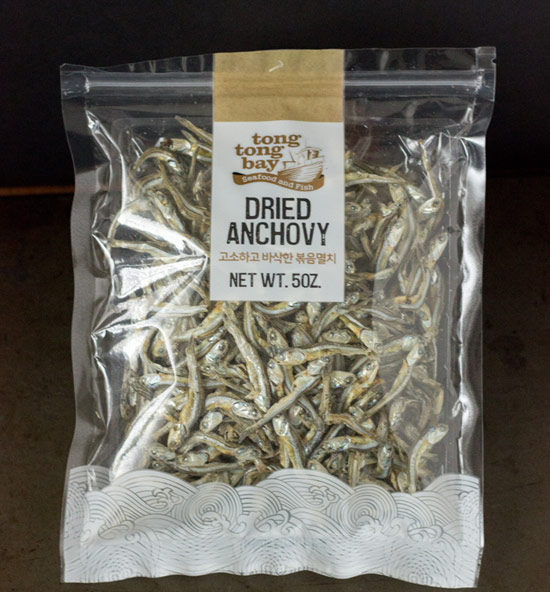 tong
tong
bay
Seafood and Fish
DRIED
ANCHOVY
고소하고 바삭한 볶음멸치
NET WT. 5OZ.